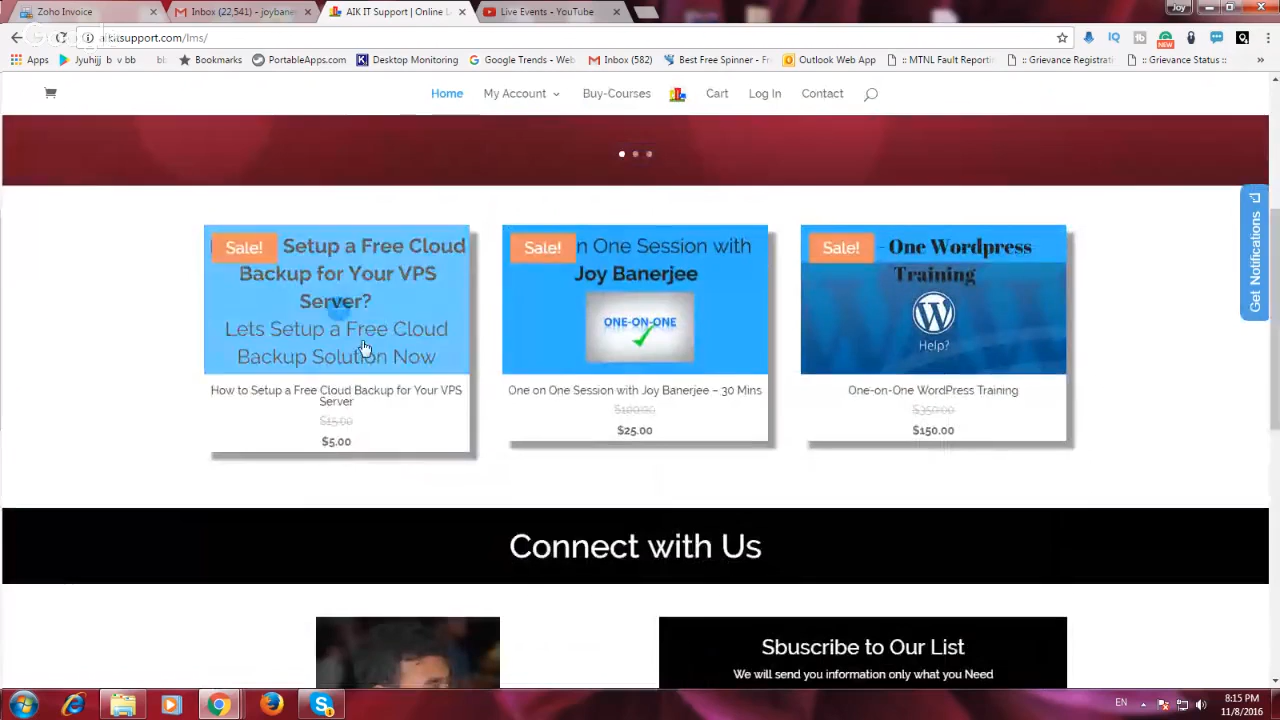 Zoho Invoice
Inbox (22,541) - joybane
AIK IT Support | Online L
Live Events - YouTube
Joy
iksupport.com/lms/
Apps
Jyuhijj b v bb
Bookmarks
PortableApps.com
Desktop Monitoring
Google Trends - Web
Inbox (582)
Best Free Spinner - Fr
Outlook Web App
:: MTNL Fault Reporti
:: Grievance Registrati
:: Grievance Status ::
»
Home
My Account
Buy-Courses
Cart
Log In
Contact
Get Notifications
Sale!
Setup a Free Cloud
Backup for Your VPS
Server?
Lets Setup a Free Cloud
Backup Solution Now
How to Setup a Free Cloud Backup for Your VPS
Server
$15.00
$5.00
Sale!
n One Session with
Joy Banerjee
ONE-ON-ONE
One on One Session with Joy Banerjee – 30 Mins
$100.00
$25.00
Sale!
- One Wordpress
Training
Help?
One-on-One WordPress Training
$350.00
$150.00
Connect with Us
Sbuscribe to Our List
We will send you information only what you Need
EN
8:15 PM
11/8/2016